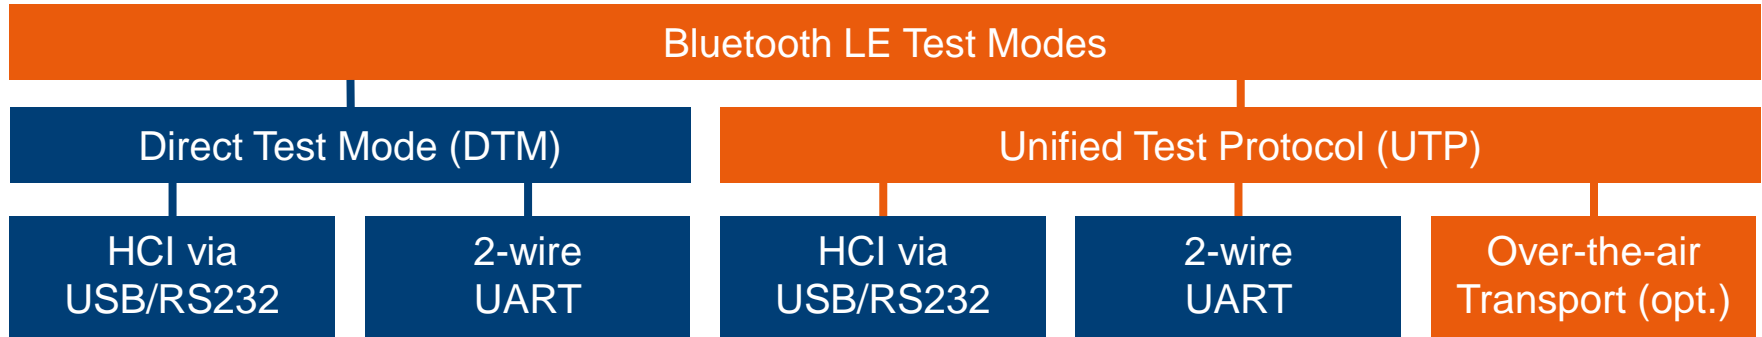 Bluetooth LE Test Modes
Direct Test Mode (DTM)
Unified Test Protocol (UTP)
HCI via
USB/RS232
2-wire
UART
HCI via
USB/RS232
2-wire
UART
Over-the-air
Transport (opt.)